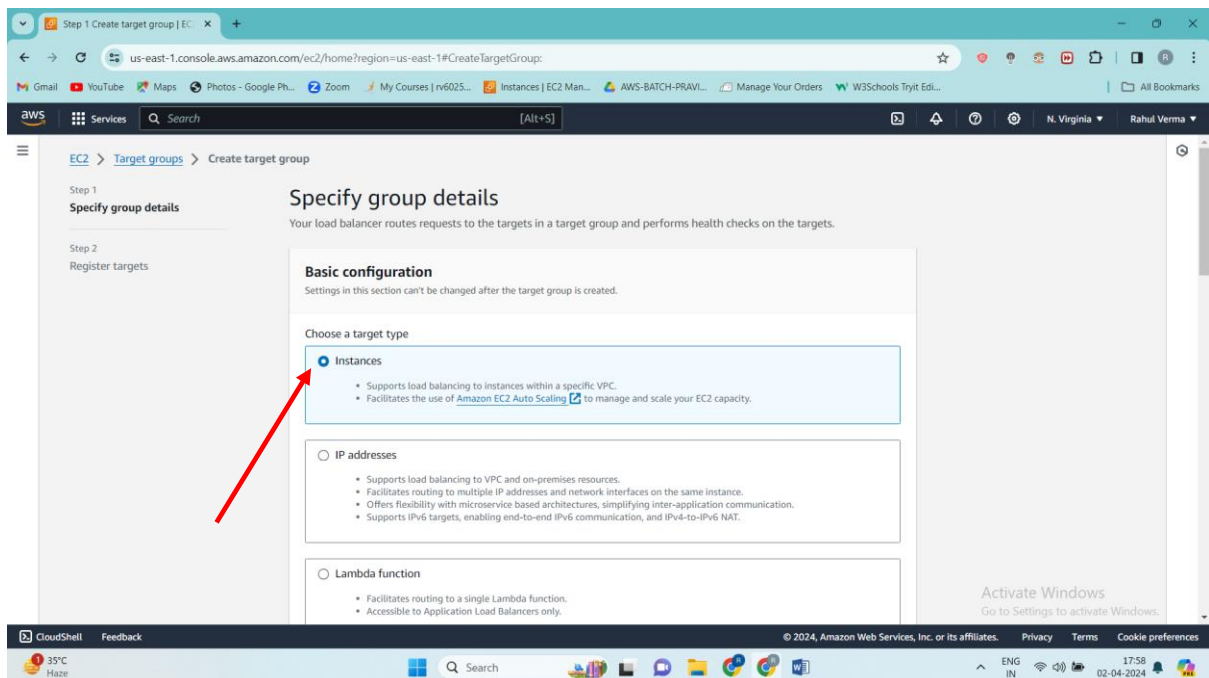 Step 1 Create target group | EC
us-east-1.console.aws.amazon.com/ec2/home?region=us-east-1#CreateTargetGroup:
Gmail YouTube Maps Photos - Google Ph... Zoom My Courses | rv6025... Instances | EC2 Man... AWS-BATCH-PRAVI... Manage Your Orders W3Schools Tryit Edi... All Bookmarks
aws Services Search [Alt+S] N. Virginia Rahul Verma
EC2 > Target groups > Create target group
Step 1
Specify group details
Step 2
Register targets
Specify group details
Your load balancer routes requests to the targets in a target group and performs health checks on the targets.
Basic configuration
Settings in this section can't be changed after the target group is created.
Choose a target type
Instances
• Supports load balancing to instances within a specific VPC.
• Facilitates the use of Amazon EC2 Auto Scaling to manage and scale your EC2 capacity.
IP addresses
• Supports load balancing to VPC and on-premises resources.
• Facilitates routing to multiple IP addresses and network interfaces on the same instance.
• Offers flexibility with microservice based architectures, simplifying inter-application communication.
• Supports IPv6 targets, enabling end-to-end IPv6 communication, and IPv4-to-IPv6 NAT.
Lambda function
• Facilitates routing to a single Lambda function.
• Accessible to Application Load Balancers only.
Activate Windows
Go to Settings to activate Windows.
CloudShell Feedback © 2024, Amazon Web Services, Inc. or its affiliates. Privacy Terms Cookie preferences
1 35°C
Haze
Search
ENG
IN
17:58
02-04-2024